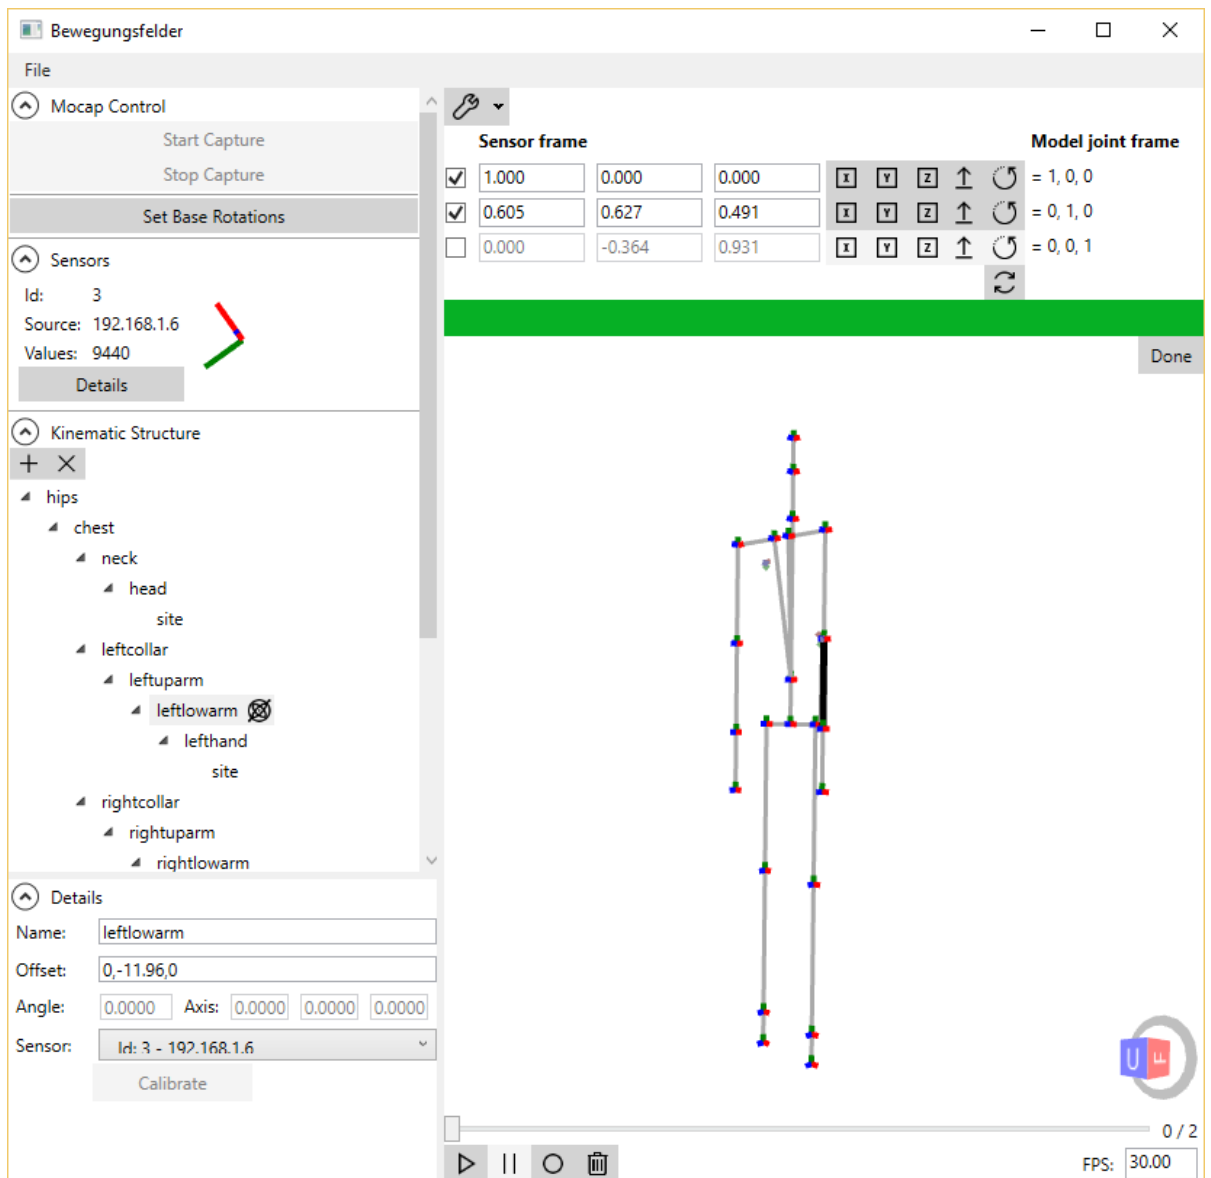 Bewegungsfelder
File
Mocap Control
Start Capture
Stop Capture
Set Base Rotations
Sensors
Id: 3
Source: 192.168.1.6
Values: 9440
Details
Kinematic Structure
hips
chest
neck
head
site
leftcollar
leftuparm
leftlowarm
lefthand
site
rightcollar
rightuparm
rightlowarm
Details
Name: leftlowarm
Offset: 0,-11.96,0
Angle: 0.0000 Axis: 0.0000 0.0000 0.0000
Sensor: Id: 3 - 192.168.1.6
Calibrate
Sensor frame Model joint frame
1.000 0.000 0.000 X Y Z = 1, 0, 0
0.605 0.627 0.491 X Y Z = 0, 1, 0
0.000 -0.364 0.931 X Y Z = 0, 0, 1
Done
U F
0 / 2
FPS: 30.00